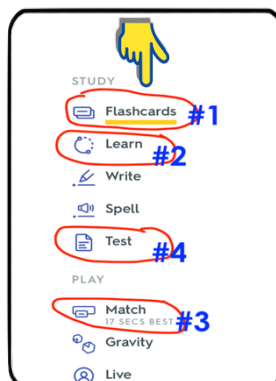 STUDY
Flashcards #1
Learn
#2
Write
Spell
Test
#4
PLAY
Match
17 SECS BEST #3
Gravity
Live